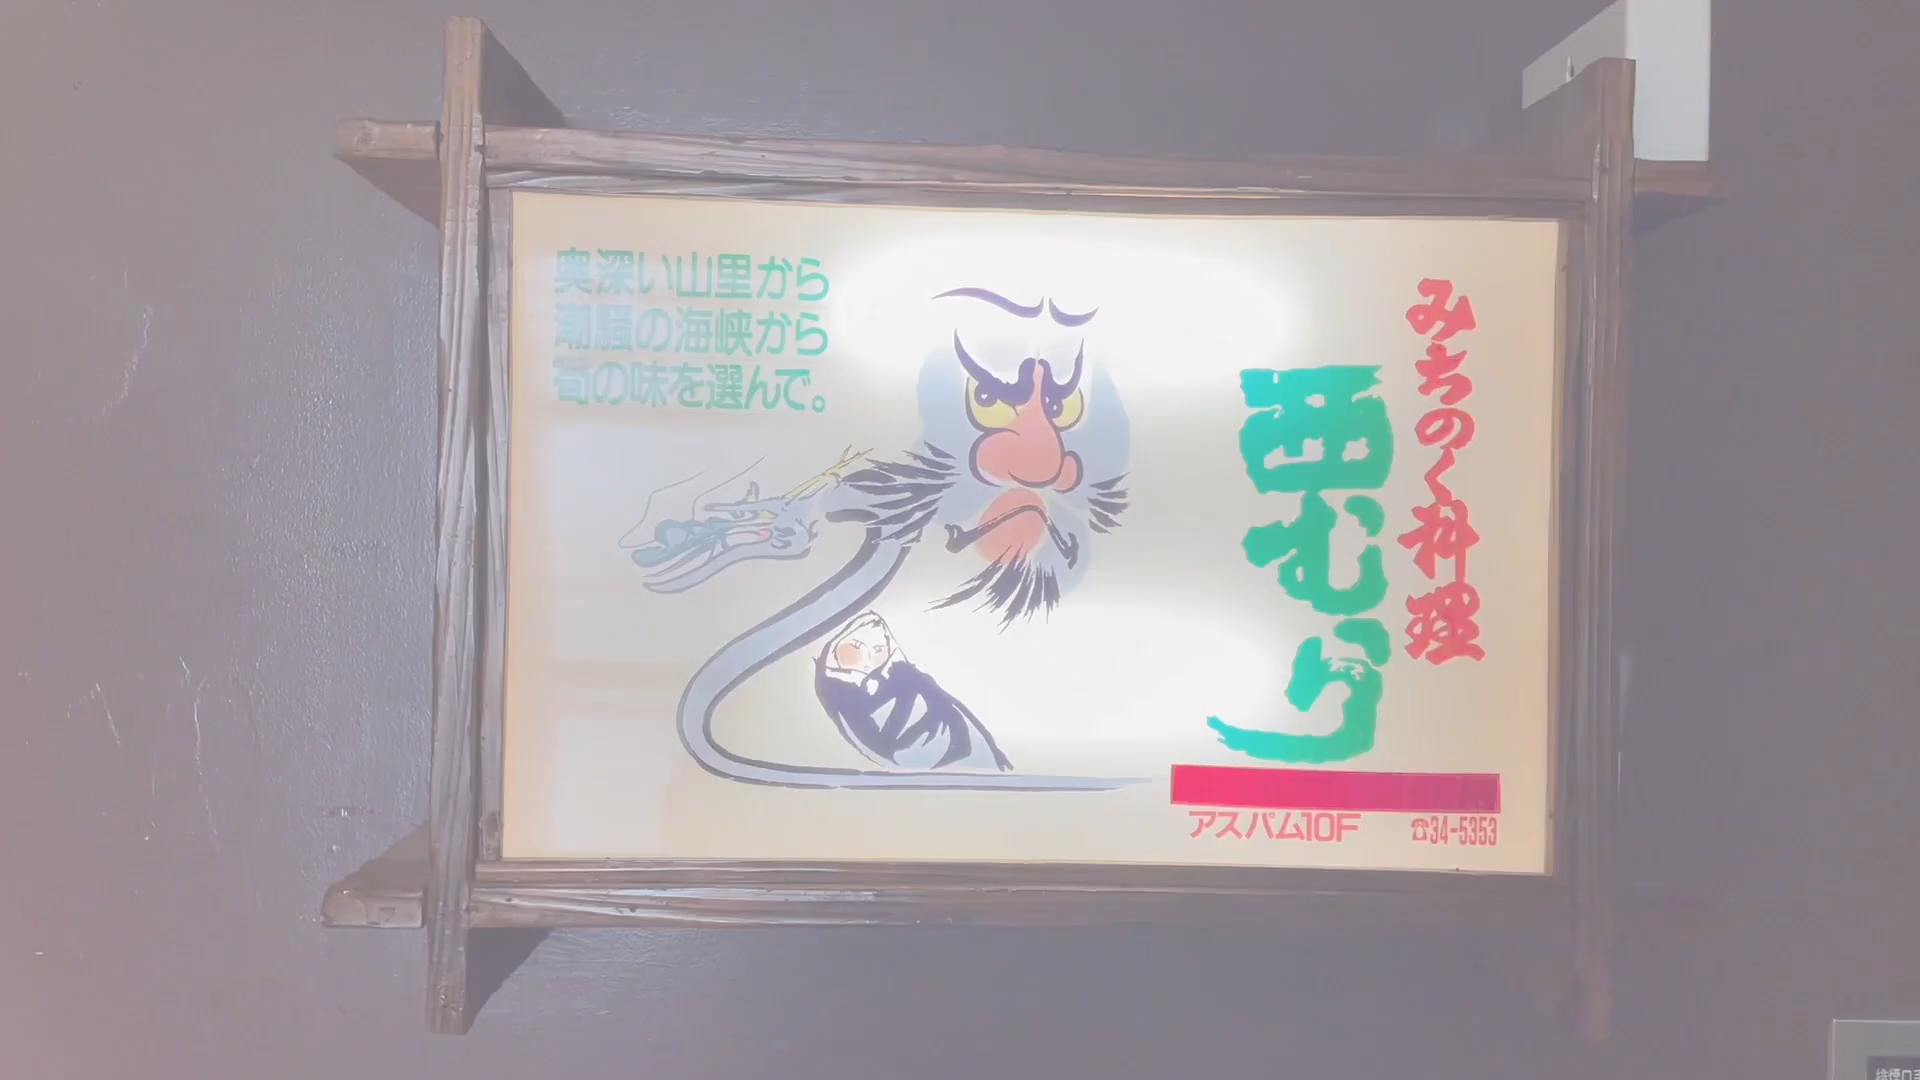 奥深い山里から
潮騒の海峡から
旬の味を選んで。
みちのく料理
西むら
アスパム10F ☎34-5353